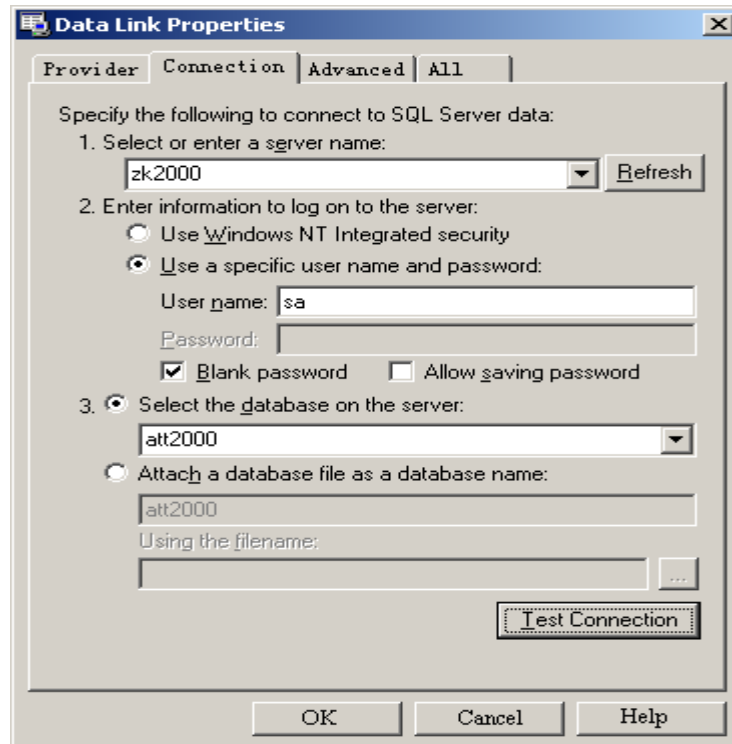 Data Link Properties
Provider Connection Advanced All
Specify the following to connect to SQL Server data:
1. Select or enter a server name:
zk2000 Refresh
2. Enter information to log on to the server:
Use Windows NT Integrated security
Use a specific user name and password:
User name: sa
Password:
Blank password Allow saving password
3. Select the database on the server:
att2000
Attach a database file as a database name:
att2000
Using the filename:
...
Test Connection
OK Cancel Help